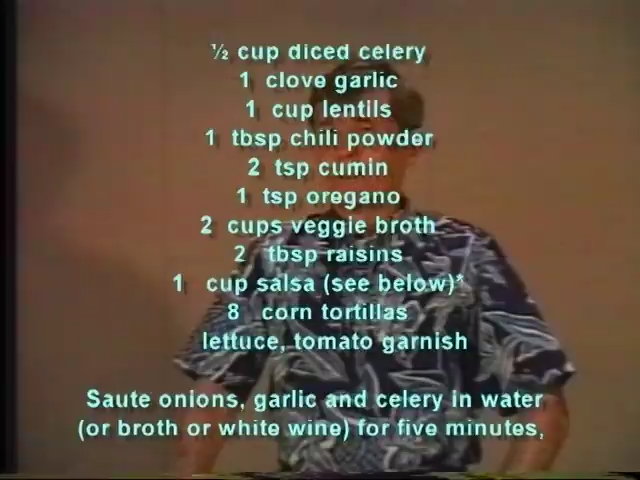 ½ cup diced celery
1 clove garlic
1 cup lentils
1 tbsp chili powder
2 tsp cumin
1 tsp oregano
2 cups veggie broth
2 tbsp raisins
1 cup salsa (see below)*
8 corn tortillas
lettuce, tomato garnish
Saute onions, garlic and celery in water
(or broth or white wine) for five minutes,